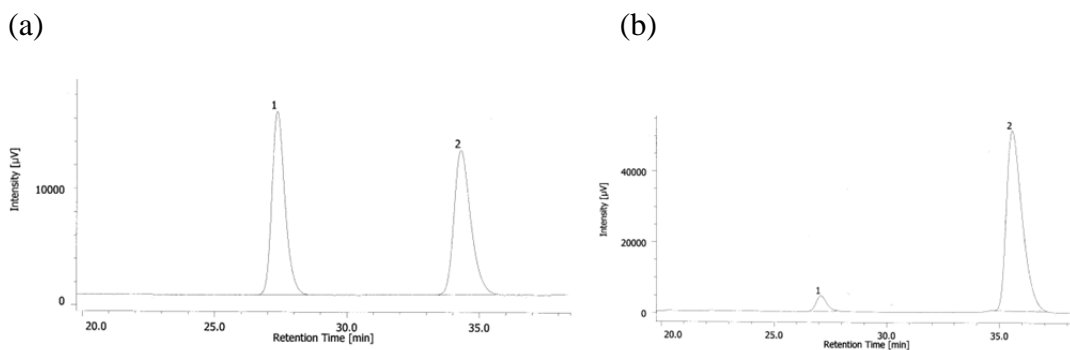 (a)
1
2
Intensity [µV]
10000
0
20.0 25.0 30.0 35.0
Retention Time [min]
(b)
2
1
Intensity [µV]
40000
20000
0
20.0 25.0 30.0 35.0
Retention Time [min]